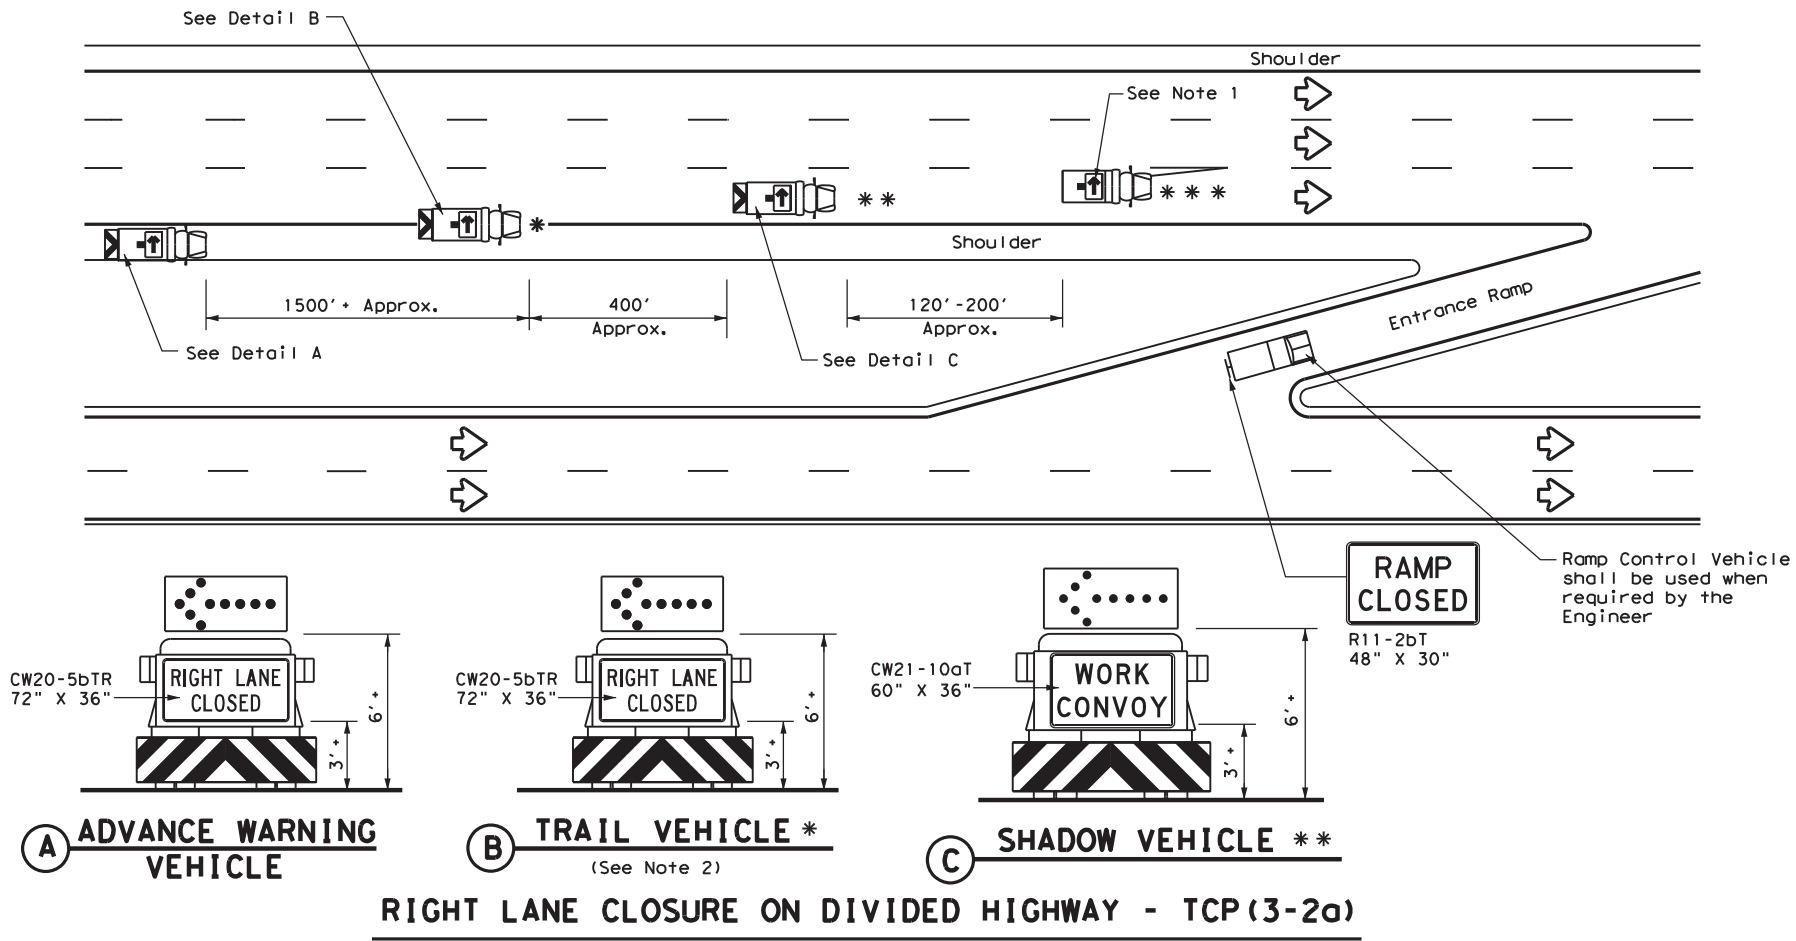 See Detail B
Shoulder
See Note 1
*
* *
* * *
Shoulder
1500'+ Approx.
400'
Approx.
120'-200'
Approx.
See Detail A
See Detail C
Entrance Ramp
RAMP
CLOSED
R11-2bT
48" X 30"
Ramp Control Vehicle
shall be used when
required by the
Engineer
CW20-5bTR
72" X 36"
RIGHT LANE
CLOSED
6'+
3'+
A ADVANCE WARNING
VEHICLE
CW20-5bTR
72" X 36"
RIGHT LANE
CLOSED
6'+
3'+
B TRAIL VEHICLE *
(See Note 2)
CW21-10aT
60" X 36"
WORK
CONVOY
6'+
3'+
C SHADOW VEHICLE * *
RIGHT LANE CLOSURE ON DIVIDED HIGHWAY - TCP(3-2a)